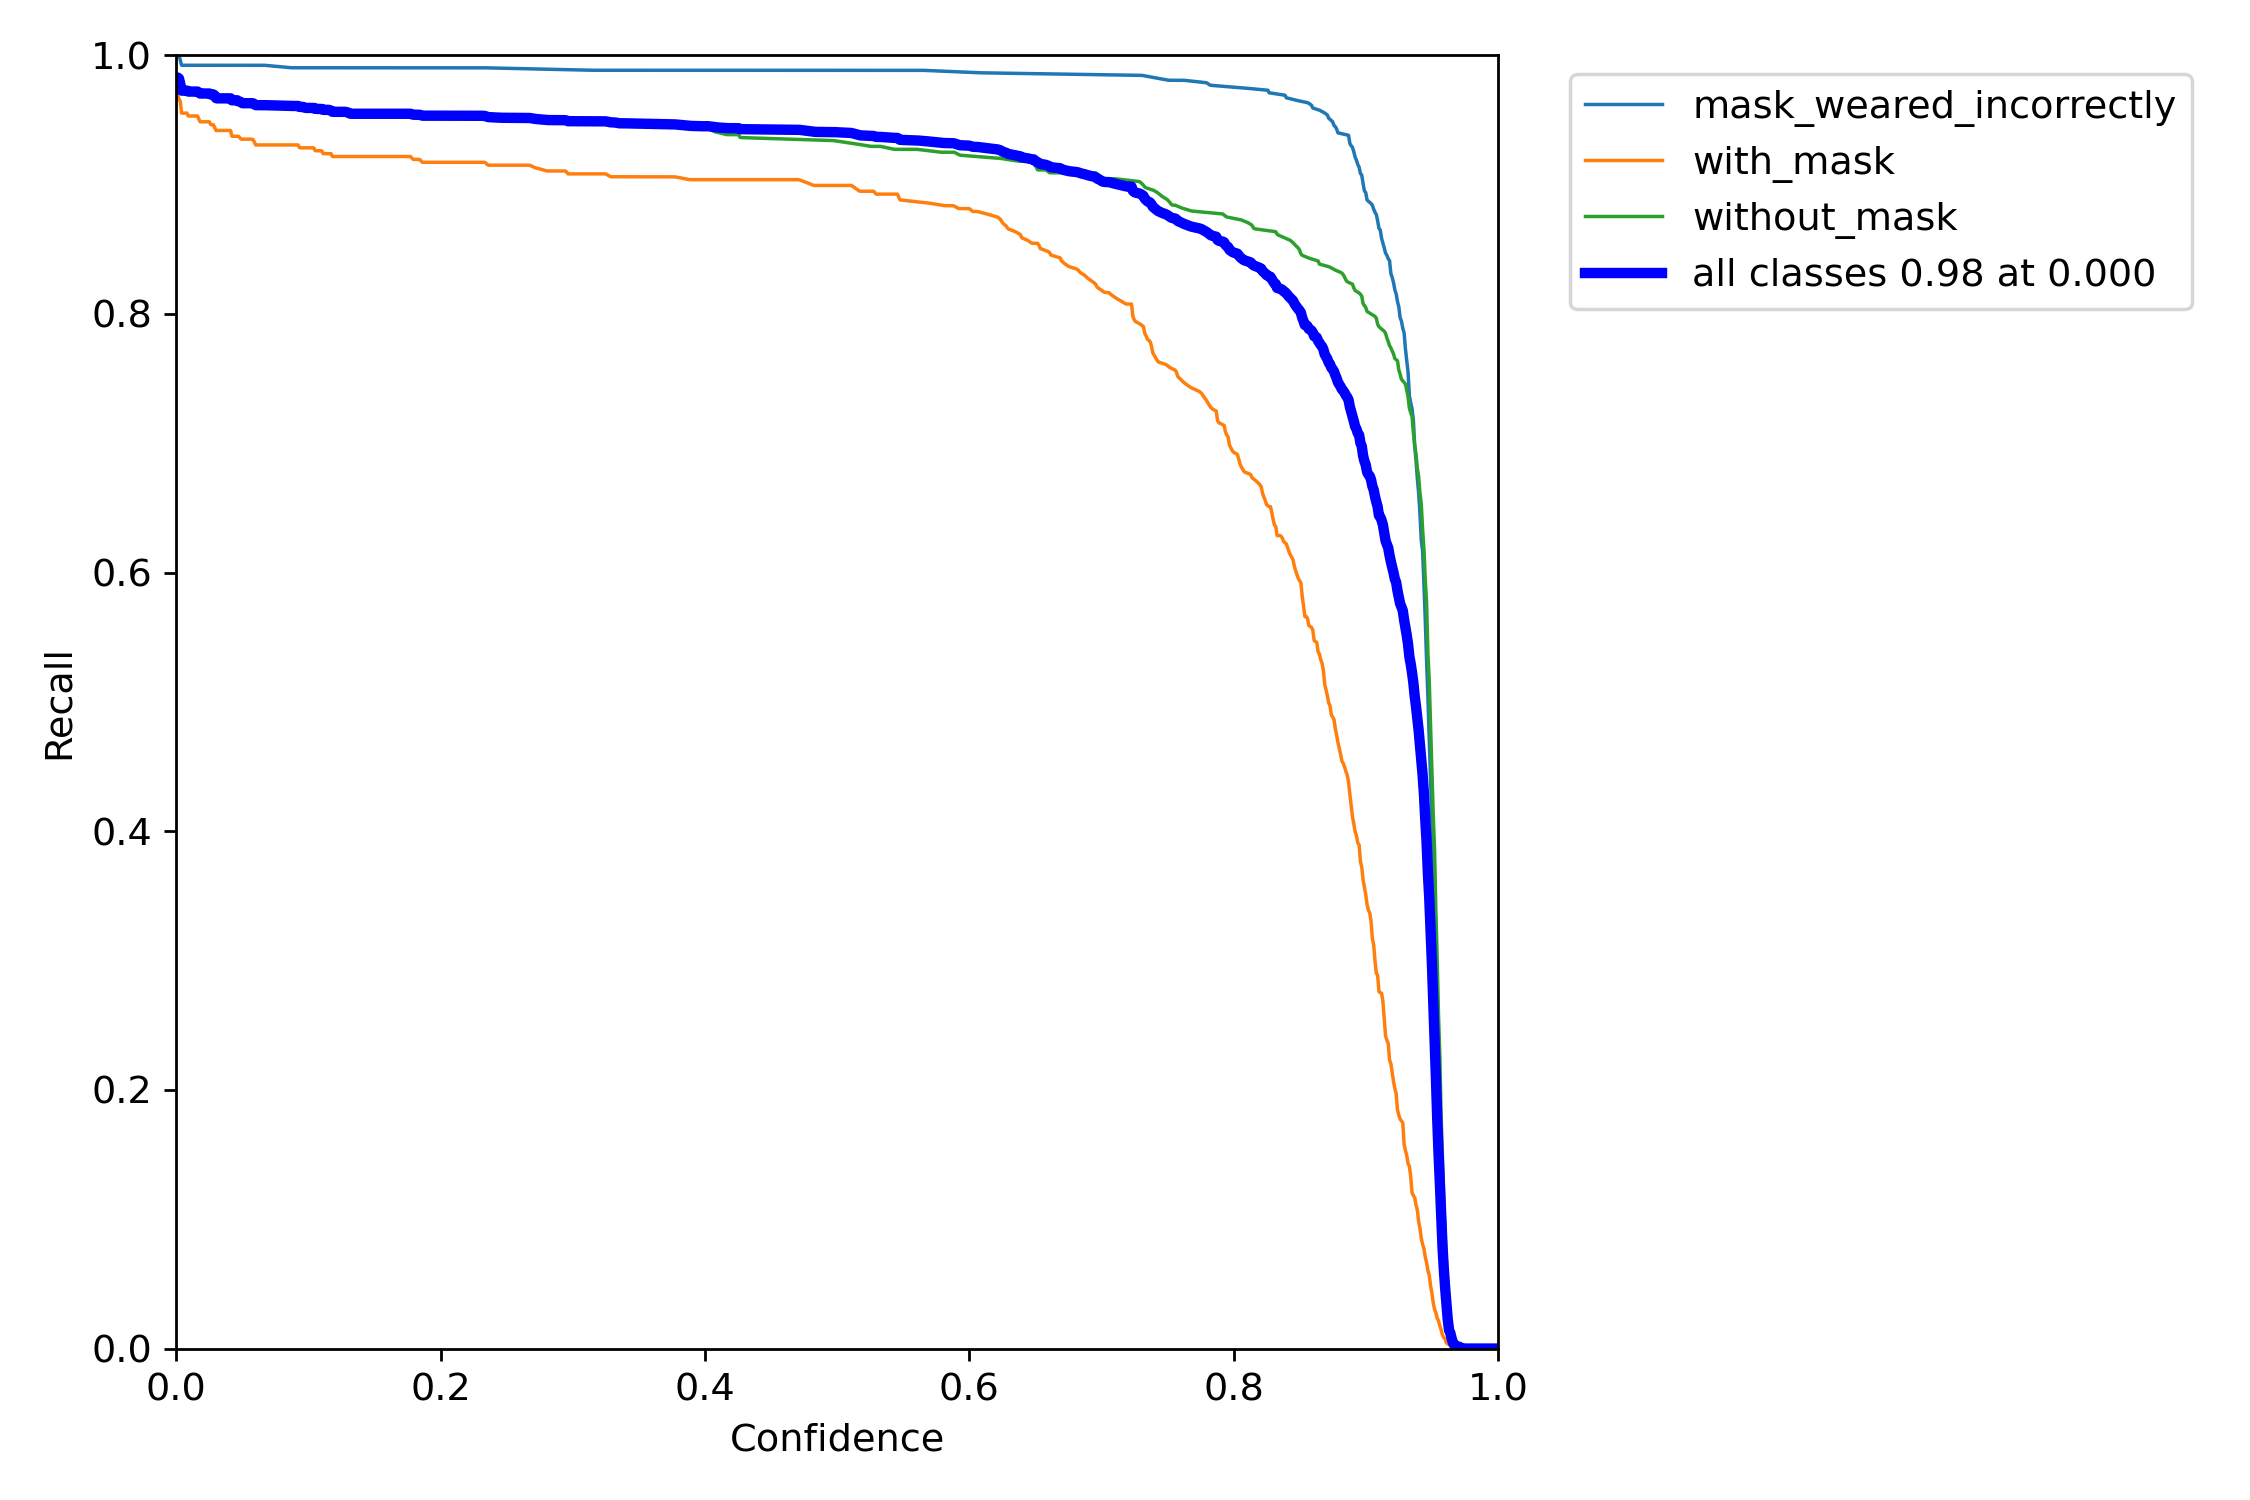 1.0
0.8
0.6
0.4
0.2
0.0
Recall
0.0 0.2 0.4 0.6 0.8 1.0
Confidence
mask_weared_incorrectly
with_mask
without_mask
all classes 0.98 at 0.000